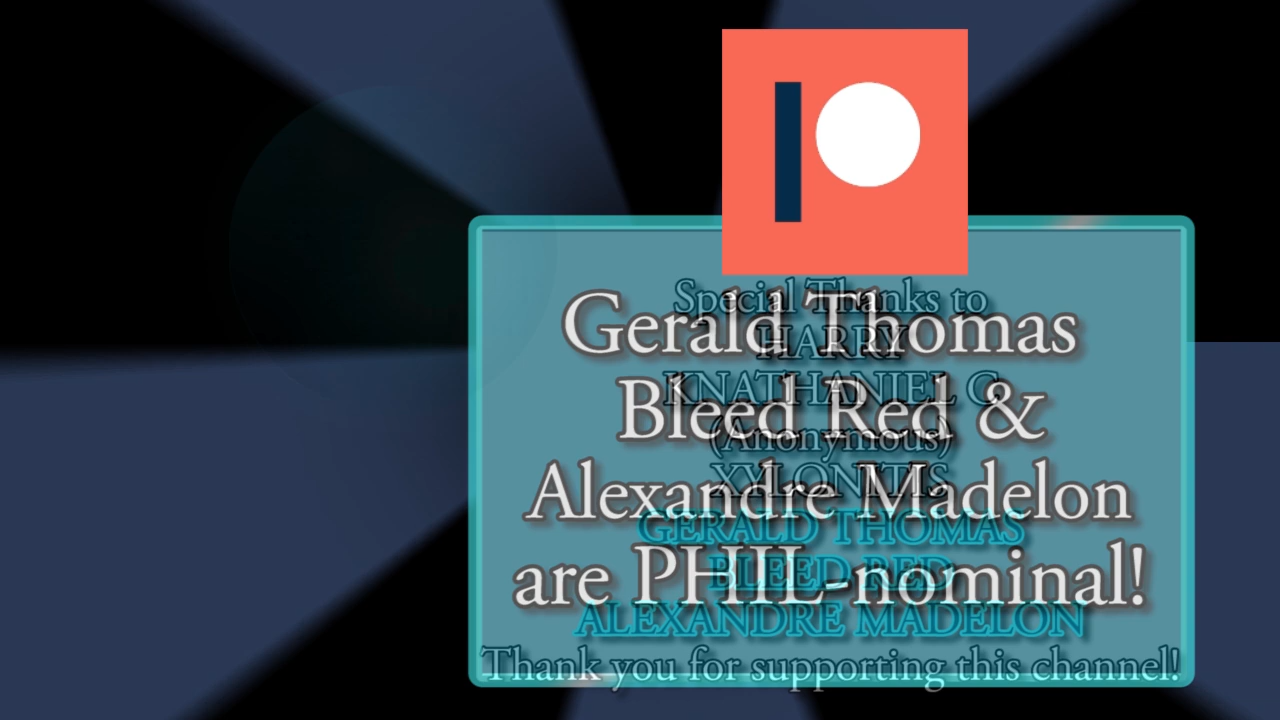 Special Thanks to
Gerald Thomas
HARRY
KNATHANIEL C
Bleed Red &
(Anonymous)
XYLONITIS
Alexandre Madelon
GERALD THOMAS
BLEED RED
are PHIL-nominal!
ALEXANDRE MADELON
Thank you for supporting this channel!